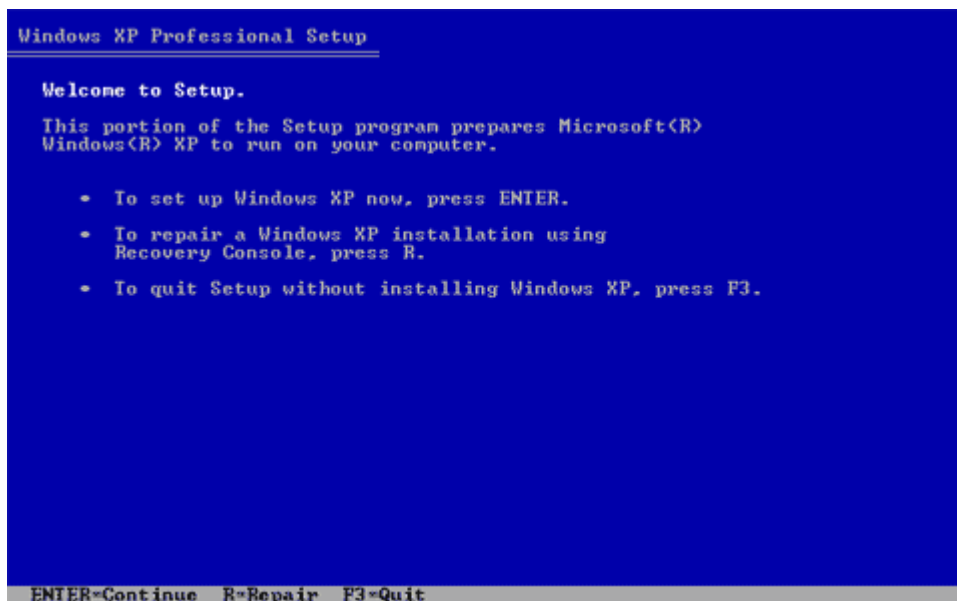 Windows XP Professional Setup
Welcome to Setup.
This portion of the Setup program prepares Microsoft(R)
Windows(R) XP to run on your computer.
• To set up Windows XP now, press ENTER.
• To repair a Windows XP installation using
Recovery Console, press R.
• To quit Setup without installing Windows XP, press F3.
ENTER=Continue R=Repair F3=Quit